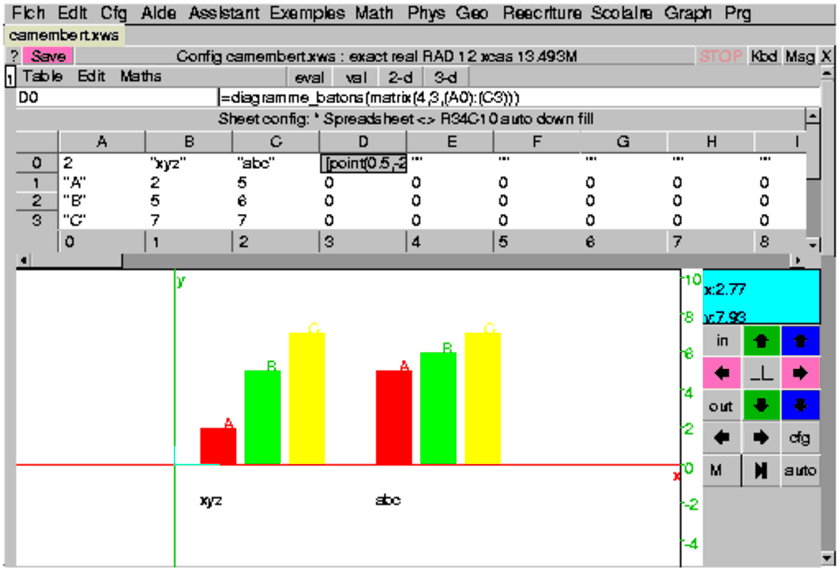 Fich Edit Cfg Aide Assistant Exemples Math Phys Geo Reecriture Scolaire Graph Prg
camembert.xws
? Save Config camembert.xws : exact real RAD 12 xcas 13.493M STOP Kbd Msg X
1 Table Edit Maths eval val 2-d 3-d
D0 =diagramme_batons(matrix(4,3,(A0):(C3)))
Sheet config: * Spreadsheet <> R34C10 auto down fill
A B C D E F G H I
0 2 "xyz" "abc" [point(0.5,-2 "" "" "" "" ""
1 "A" 2 5 0 0 0 0 0 0
2 "B" 5 6 0 0 0 0 0 0
3 "C" 7 7 0 0 0 0 0 0
0 1 2 3 4 5 6 7 8
y 10 x:2.77
8 y:7.93
C C
in
B 6
B A
4 out
A 2 cfg
0 M auto
x
xyz abc -2
-4